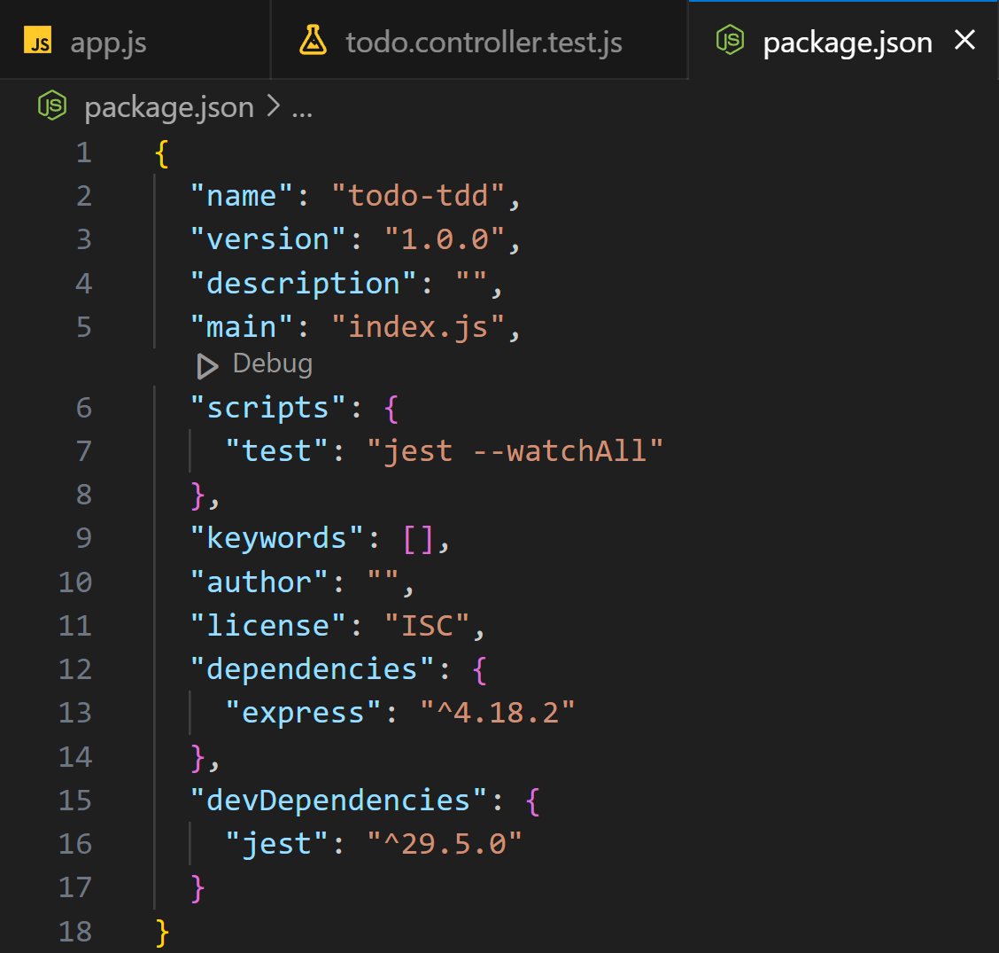 JS app.js todo.controller.test.js JS package.json ×
JS package.json > ...
1 {
2 "name": "todo-tdd",
3 "version": "1.0.0",
4 "description": "",
5 "main": "index.js",
Debug
6 "scripts": {
7 "test": "jest --watchAll"
8 },
9 "keywords": [],
10 "author": "",
11 "license": "ISC",
12 "dependencies": {
13 "express": "^4.18.2"
14 },
15 "devDependencies": {
16 "jest": "^29.5.0"
17 }
18 }